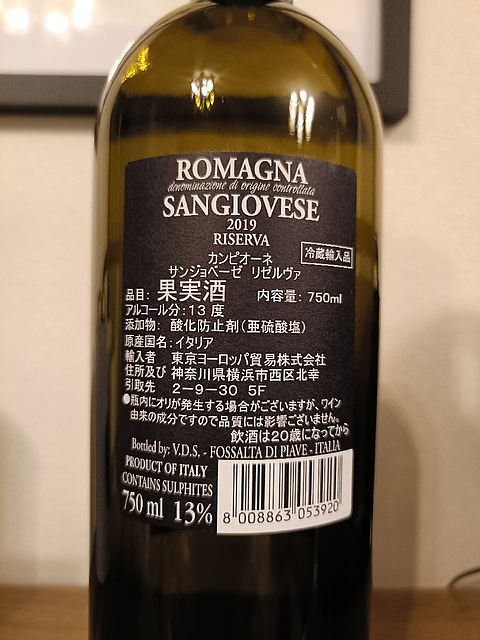 ROMAGNA
denominazione di origine controllata
SANGIOVESE
2019
RISERVA
カンピオーネ
冷蔵輸入品
サンジョベーゼ リゼルヴァ
品目: 果実酒 内容量: 750ml
アルコール分:13 度
添加物: 酸化防止剤(亜硫酸塩)
原産国名:イタリア
輸入者 東京ヨーロッパ貿易株式会社
住所及び 神奈川県横浜市西区北幸
引取先 2-9-30 5F
●瓶内にオリが発生する場合がございますが、ワイン
由来の成分ですので品質には影響ございません。
飲酒は20歳になってから
Bottled by: V.D.S. - FOSSALTA DI PIAVE - ITALIA
PRODUCT OF ITALY
CONTAINS SULPHITES
750 ml 13%
8 008863 053920